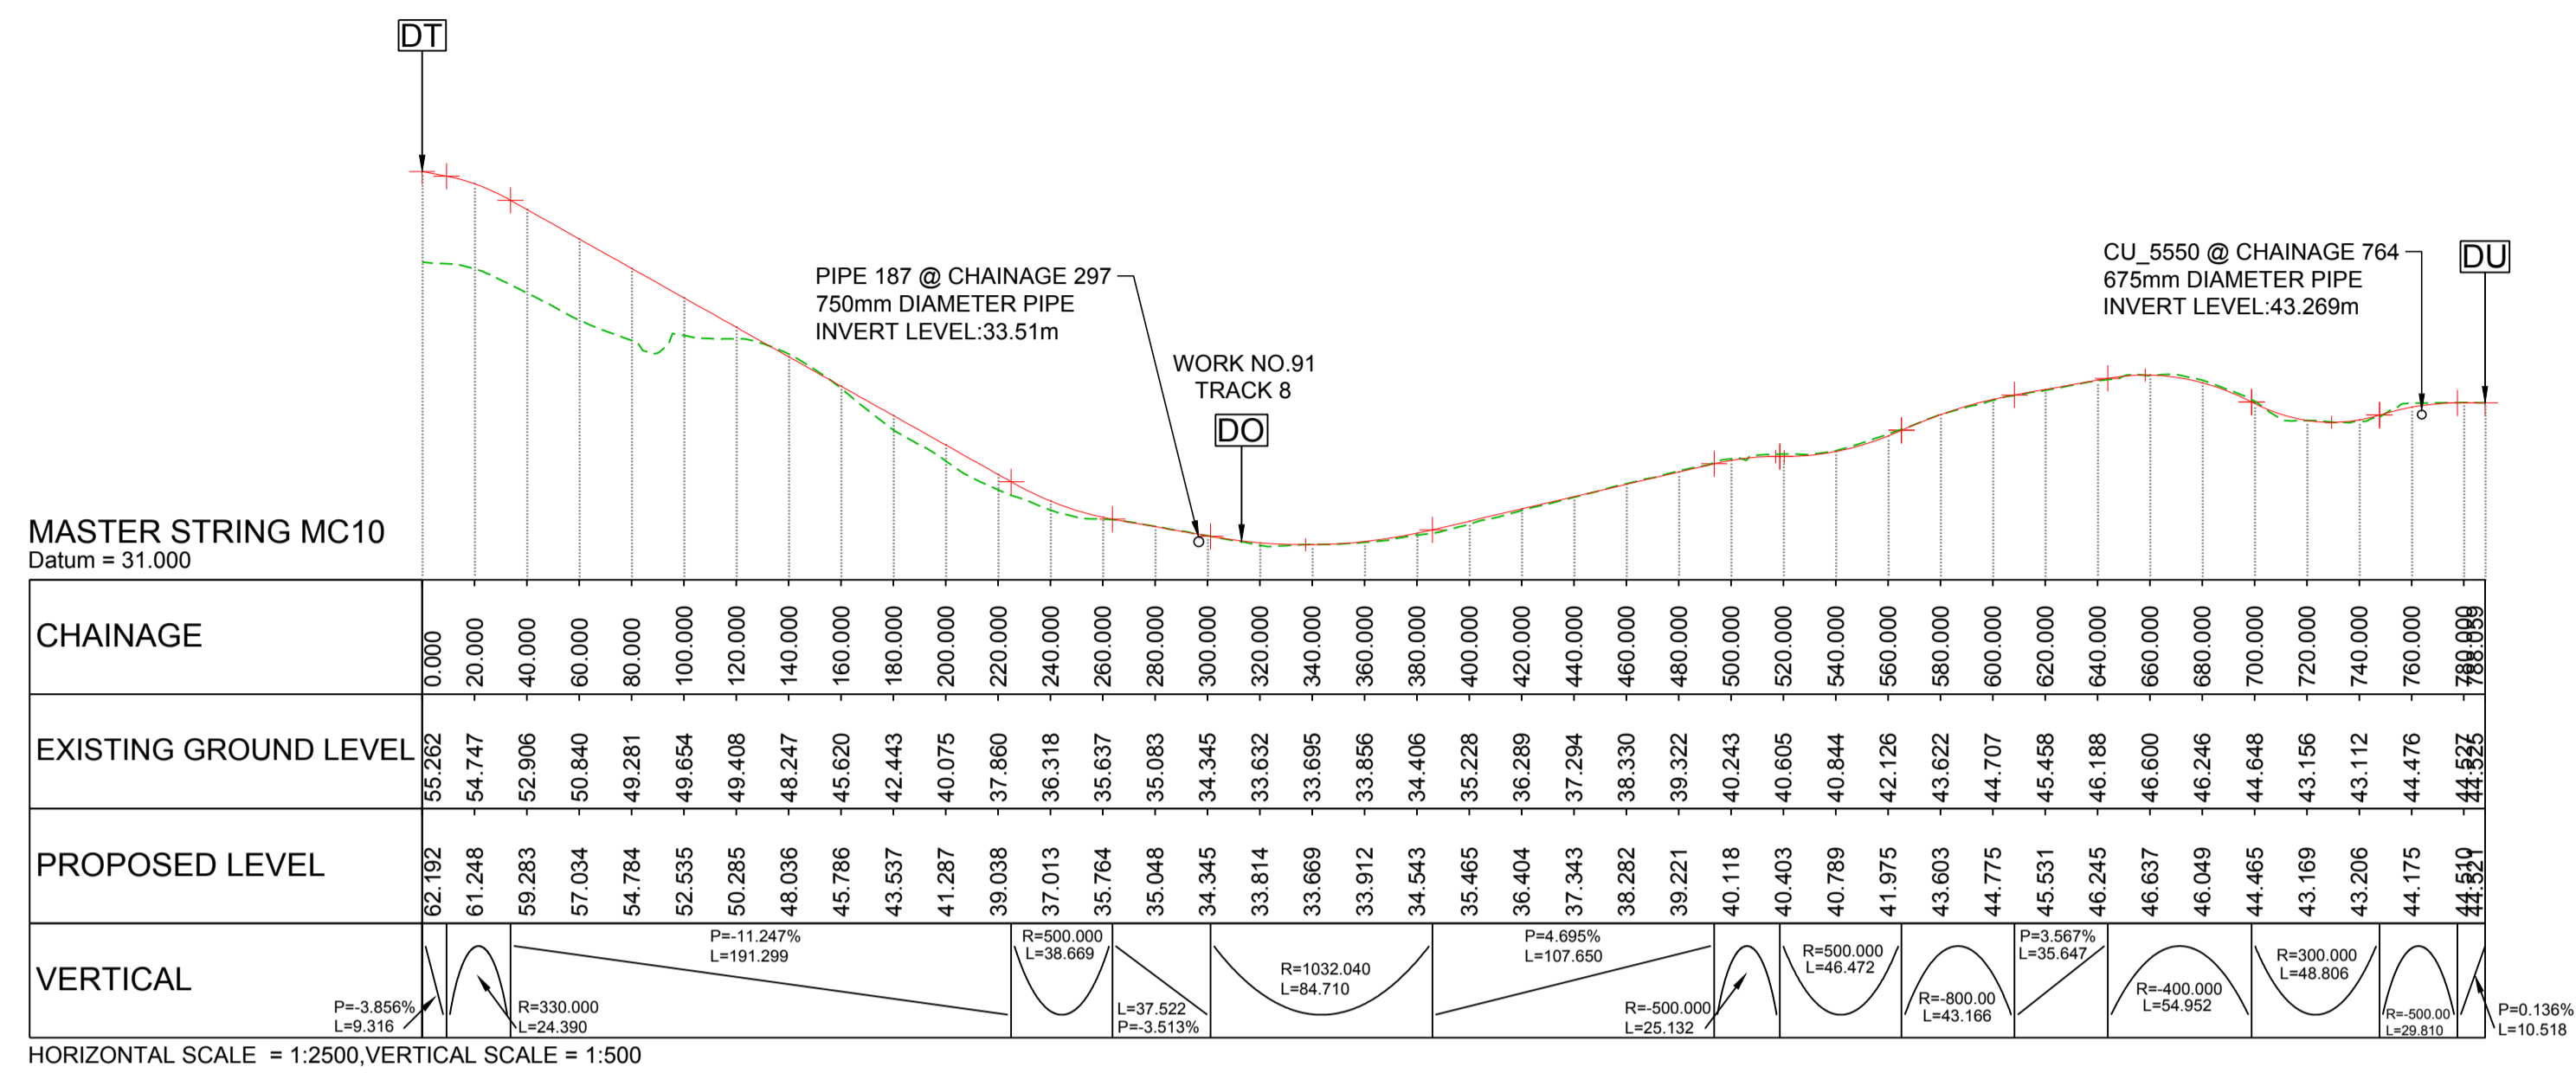 DT
PIPE 187 @ CHAINAGE 297
750mm DIAMETER PIPE
INVERT LEVEL:33.51m
WORK NO.91
TRACK 8
DO
CU_5550 @ CHAINAGE 764
675mm DIAMETER PIPE
INVERT LEVEL:43.269m
DU
MASTER STRING MC10
Datum = 31.000
CHAINAGE 0.000 20.000 40.000 60.000 80.000 100.000 120.000 140.000 160.000 180.000 200.000 220.000 240.000 260.000 280.000 300.000 320.000 340.000 360.000 380.000 400.000 420.000 440.000 460.000 480.000 500.000 520.000 540.000 560.000 580.000 600.000 620.000 640.000 660.000 680.000 700.000 720.000 740.000 760.000 780.000 788.059
EXISTING GROUND LEVEL 55.262 54.747 52.906 50.840 49.281 49.654 49.408 48.247 45.620 42.443 40.075 37.860 36.318 35.637 35.083 34.345 33.632 33.695 33.856 34.406 35.228 36.289 37.294 38.330 39.322 40.243 40.605 40.844 42.126 43.622 44.707 45.458 46.188 46.600 46.246 44.648 43.156 43.112 44.476 44.527 44.525
PROPOSED LEVEL 62.192 61.248 59.283 57.034 54.784 52.535 50.285 48.036 45.786 43.537 41.287 39.038 37.013 35.764 35.048 34.345 33.814 33.669 33.912 34.543 35.465 36.404 37.343 38.282 39.221 40.118 40.403 40.789 41.975 43.603 44.775 45.531 46.245 46.637 46.049 44.465 43.169 43.206 44.175 44.510 44.521
VERTICAL
P=-3.856%
L=9.316
R=330.000
L=24.390
P=-11.247%
L=191.299
R=500.000
L=38.669
L=37.522
P=-3.513%
R=1032.040
L=84.710
P=4.695%
L=107.650
R=-500.000
L=25.132
R=500.000
L=46.472
R=-800.00
L=43.166
P=3.567%
L=35.647
R=-400.000
L=54.952
R=300.000
L=48.806
R=-500.00
L=29.810
P=0.136%
L=10.518
HORIZONTAL SCALE = 1:2500,VERTICAL SCALE = 1:500